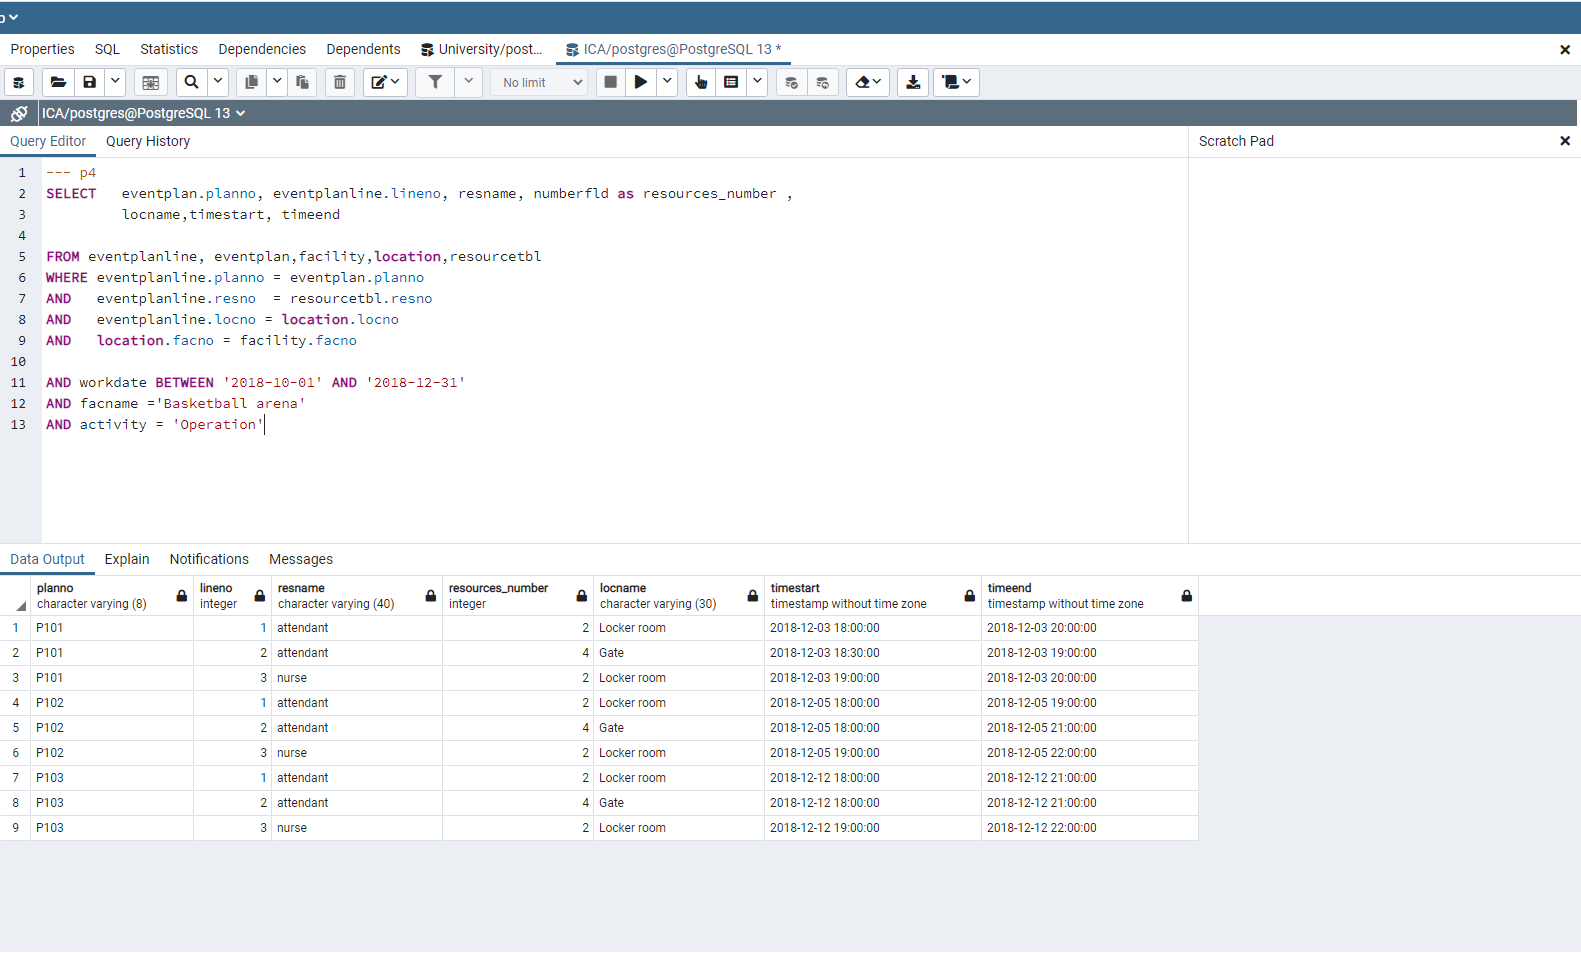 Properties SQL Statistics Dependencies Dependents University/post... ICA/postgres@PostgreSQL 13 *
No limit
ICA/postgres@PostgreSQL 13
Query Editor Query History Scratch Pad
1 --- p4
2 SELECT eventplan.planno, eventplanline.lineno, resname, numberfld as resources_number ,
3 locname,timestart, timeend
4
5 FROM eventplanline, eventplan,facility,location,resourcetbl
6 WHERE eventplanline.planno = eventplan.planno
7 AND eventplanline.resno = resourcetbl.resno
8 AND eventplanline.locno = location.locno
9 AND location.facno = facility.facno
10
11 AND workdate BETWEEN '2018-10-01' AND '2018-12-31'
12 AND facname ='Basketball arena'
13 AND activity = 'Operation'
Data Output Explain Notifications Messages
planno lineno resname resources_number locname timestart timeend
character varying (8) integer character varying (40) integer character varying (30) timestamp without time zone timestamp without time zone
1 P101 1 attendant 2 Locker room 2018-12-03 18:00:00 2018-12-03 20:00:00
2 P101 2 attendant 4 Gate 2018-12-03 18:30:00 2018-12-03 19:00:00
3 P101 3 nurse 2 Locker room 2018-12-03 19:00:00 2018-12-03 20:00:00
4 P102 1 attendant 2 Locker room 2018-12-05 18:00:00 2018-12-05 19:00:00
5 P102 2 attendant 4 Gate 2018-12-05 18:00:00 2018-12-05 21:00:00
6 P102 3 nurse 2 Locker room 2018-12-05 19:00:00 2018-12-05 22:00:00
7 P103 1 attendant 2 Locker room 2018-12-12 18:00:00 2018-12-12 21:00:00
8 P103 2 attendant 4 Gate 2018-12-12 18:00:00 2018-12-12 21:00:00
9 P103 3 nurse 2 Locker room 2018-12-12 19:00:00 2018-12-12 22:00:00